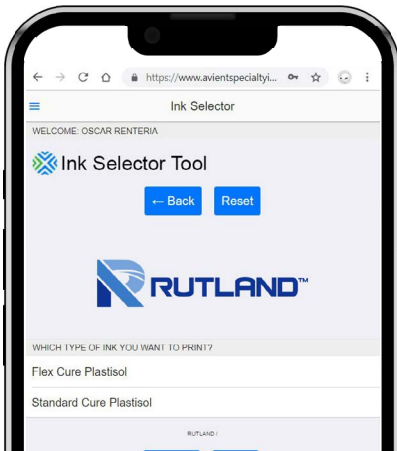 https://www.avientspecialtyi...
Ink Selector
WELCOME: OSCAR RENTERIA
Ink Selector Tool
← Back Reset
RUTLAND™
WHICH TYPE OF INK YOU WANT TO PRINT?
Flex Cure Plastisol
Standard Cure Plastisol
RUTLAND /